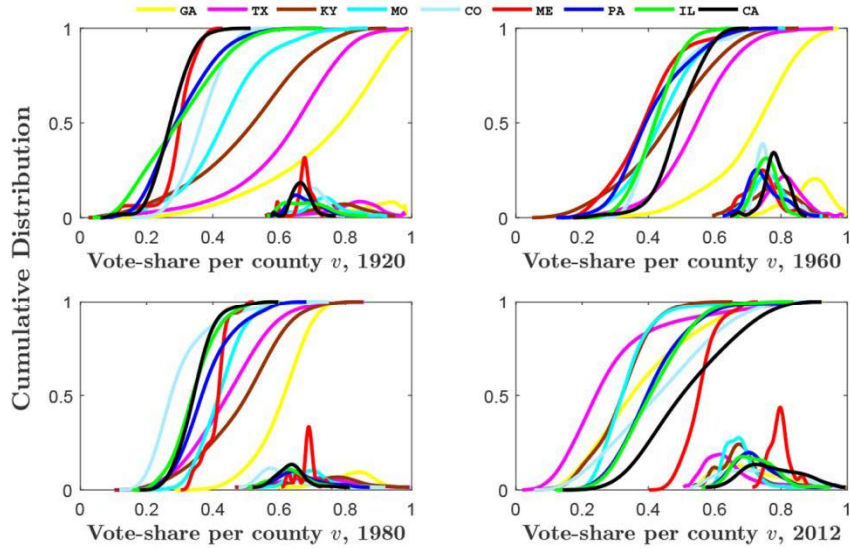 GA TX KY MO CO ME PA IL CA
Cumulative Distribution
1
0.5
0
0 0.2 0.4 0.6 0.8 1
Vote-share per county v, 1920
1
0.5
0
0 0.2 0.4 0.6 0.8 1
Vote-share per county v, 1960
1
0.5
0
0 0.2 0.4 0.6 0.8 1
Vote-share per county v, 1980
1
0.5
0
0 0.2 0.4 0.6 0.8 1
Vote-share per county v, 2012